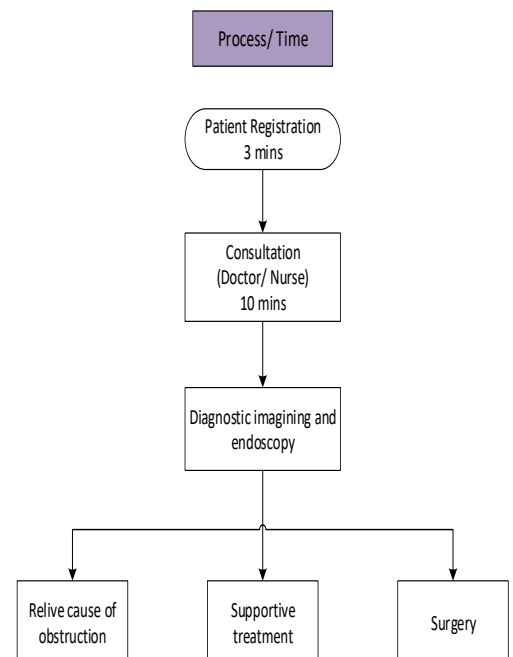 Process/ Time
Patient Registration
3 mins
Consultation
(Doctor/ Nurse)
10 mins
Diagnostic imagining and
endoscopy
Relive cause of
obstruction
Supportive
treatment
Surgery